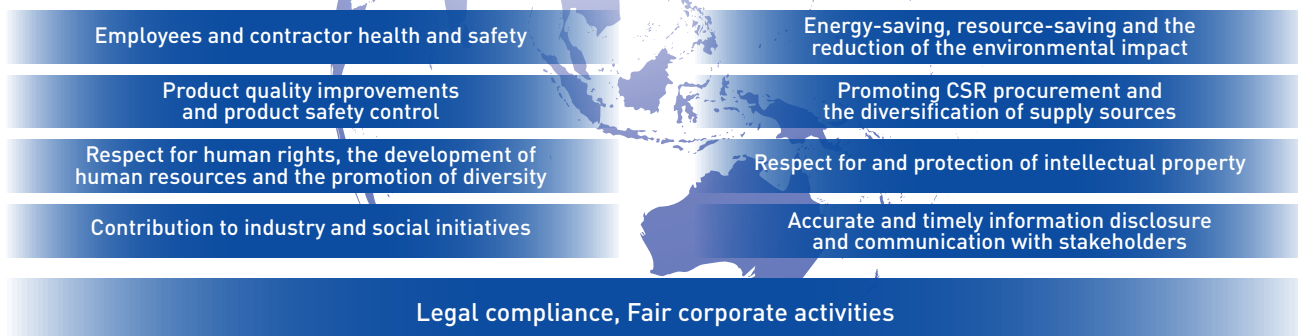 Employees and contractor health and safety
Energy-saving, resource-saving and the
reduction of the environmental impact
Product quality improvements
and product safety control
Promoting CSR procurement and
the diversification of supply sources
Respect for human rights, the development of
human resources and the promotion of diversity
Respect for and protection of intellectual property
Contribution to industry and social initiatives
Accurate and timely information disclosure
and communication with stakeholders
Legal compliance, Fair corporate activities